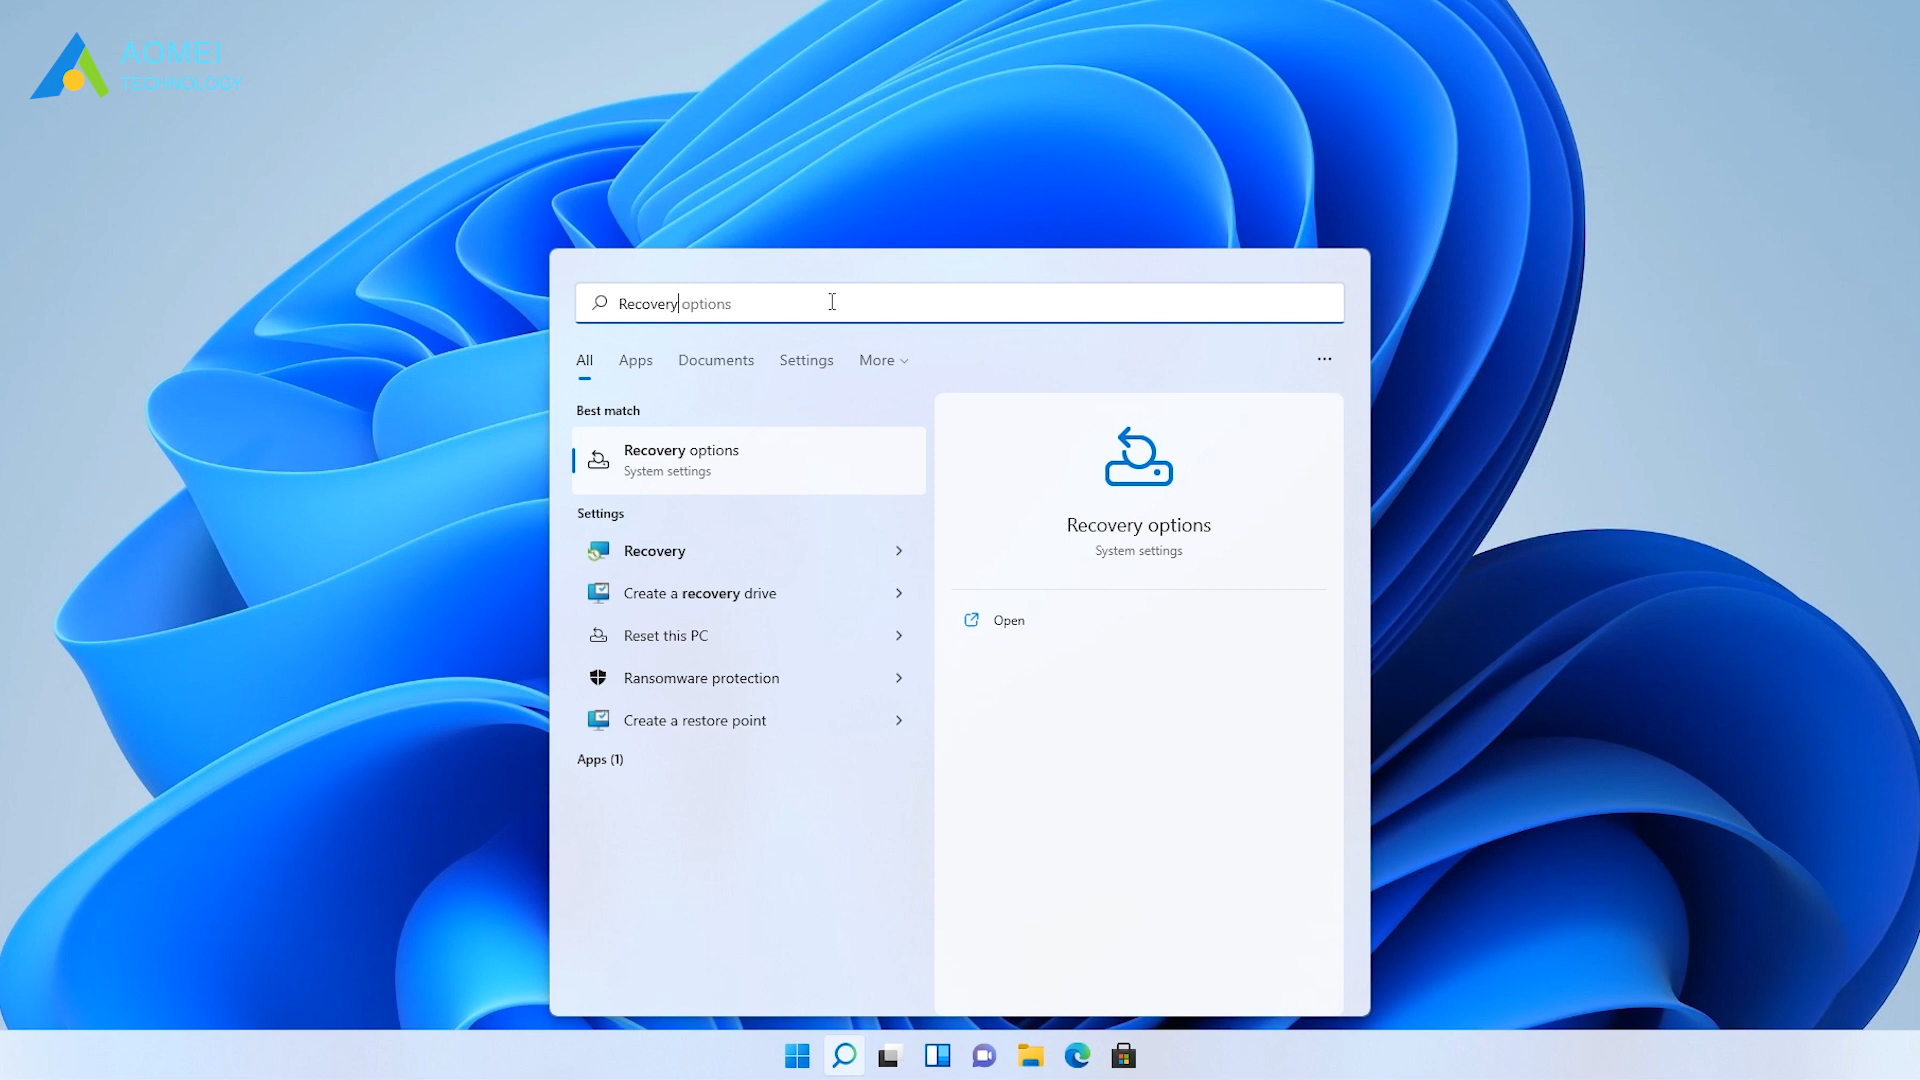 AOMEI
TECHNOLOGY
Recovery options
All Apps Documents Settings More
Best match
Recovery options
System settings
Settings
Recovery
Create a recovery drive
Reset this PC
Ransomware protection
Create a restore point
Apps (1)
Recovery options
System settings
Open